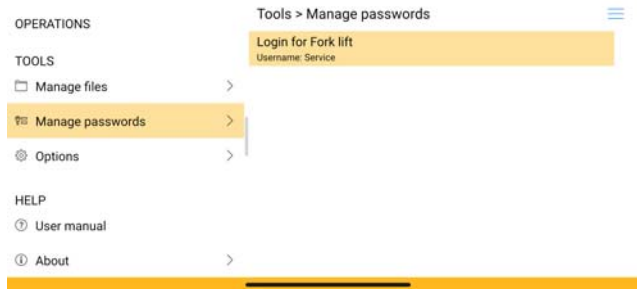 OPERATIONS
TOOLS
Manage files
Manage passwords
Options
HELP
User manual
About
Tools > Manage passwords
Login for Fork lift
Username: Service